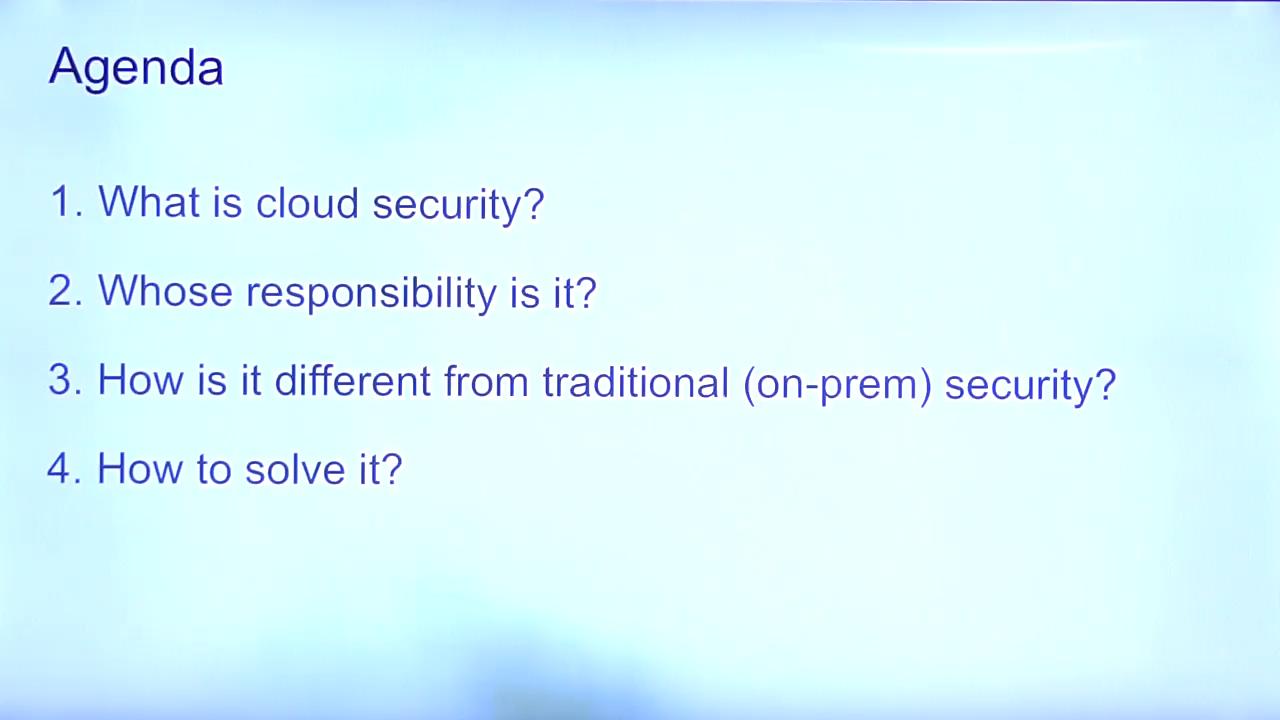 Agenda
1. What is cloud security?
2. Whose responsibility is it?
3. How is it different from traditional (on-prem) security?
4. How to solve it?